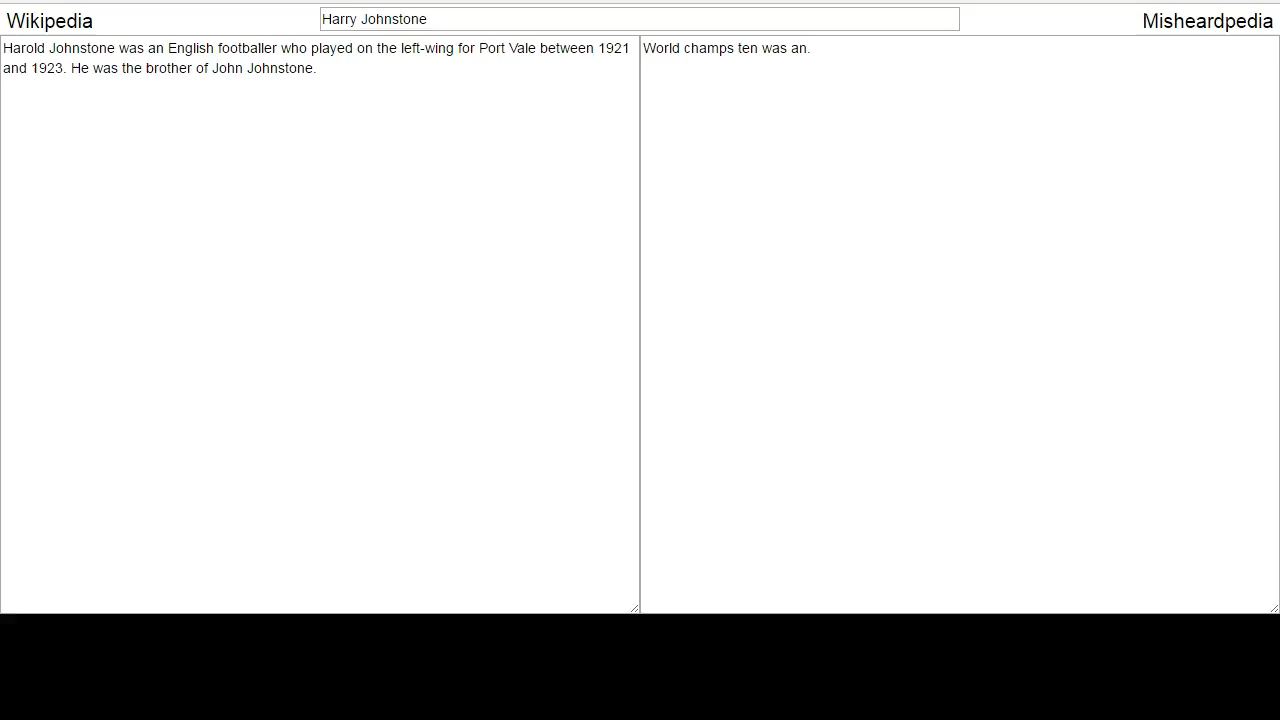 Wikipedia
Harry Johnstone
Misheardpedia
Harold Johnstone was an English footballer who played on the left-wing for Port Vale between 1921
and 1923. He was the brother of John Johnstone.
World champs ten was an.